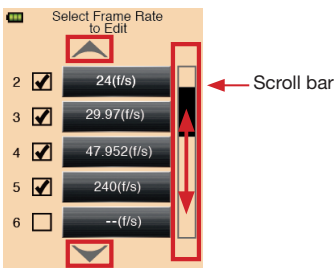 Select Frame Rate
to Edit
2 24(f/s)
Scroll bar
3 29.97(f/s)
4 47.952(f/s)
5 240(f/s)
6 --(f/s)